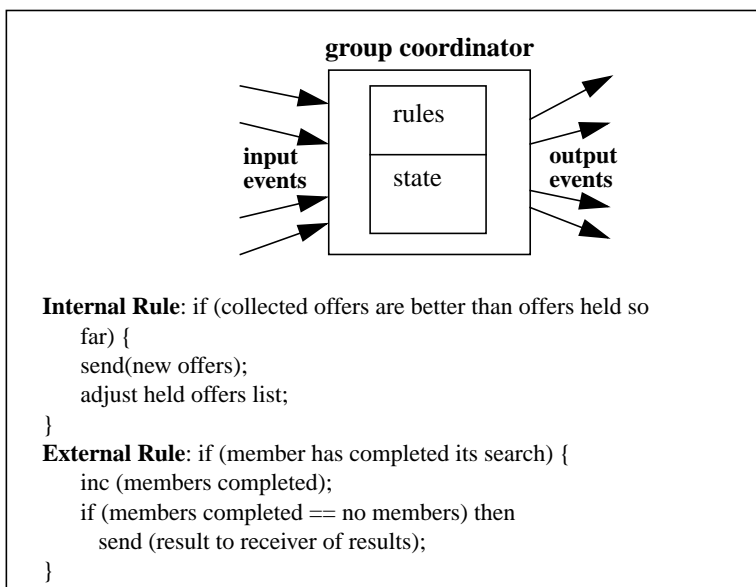 group coordinator
rules
input
events
state
output
events
Internal Rule: if (collected offers are better than offers held so
far) {
send(new offers);
adjust held offers list;
}
External Rule: if (member has completed its search) {
inc (members completed);
if (members completed == no members) then
send (result to receiver of results);
}